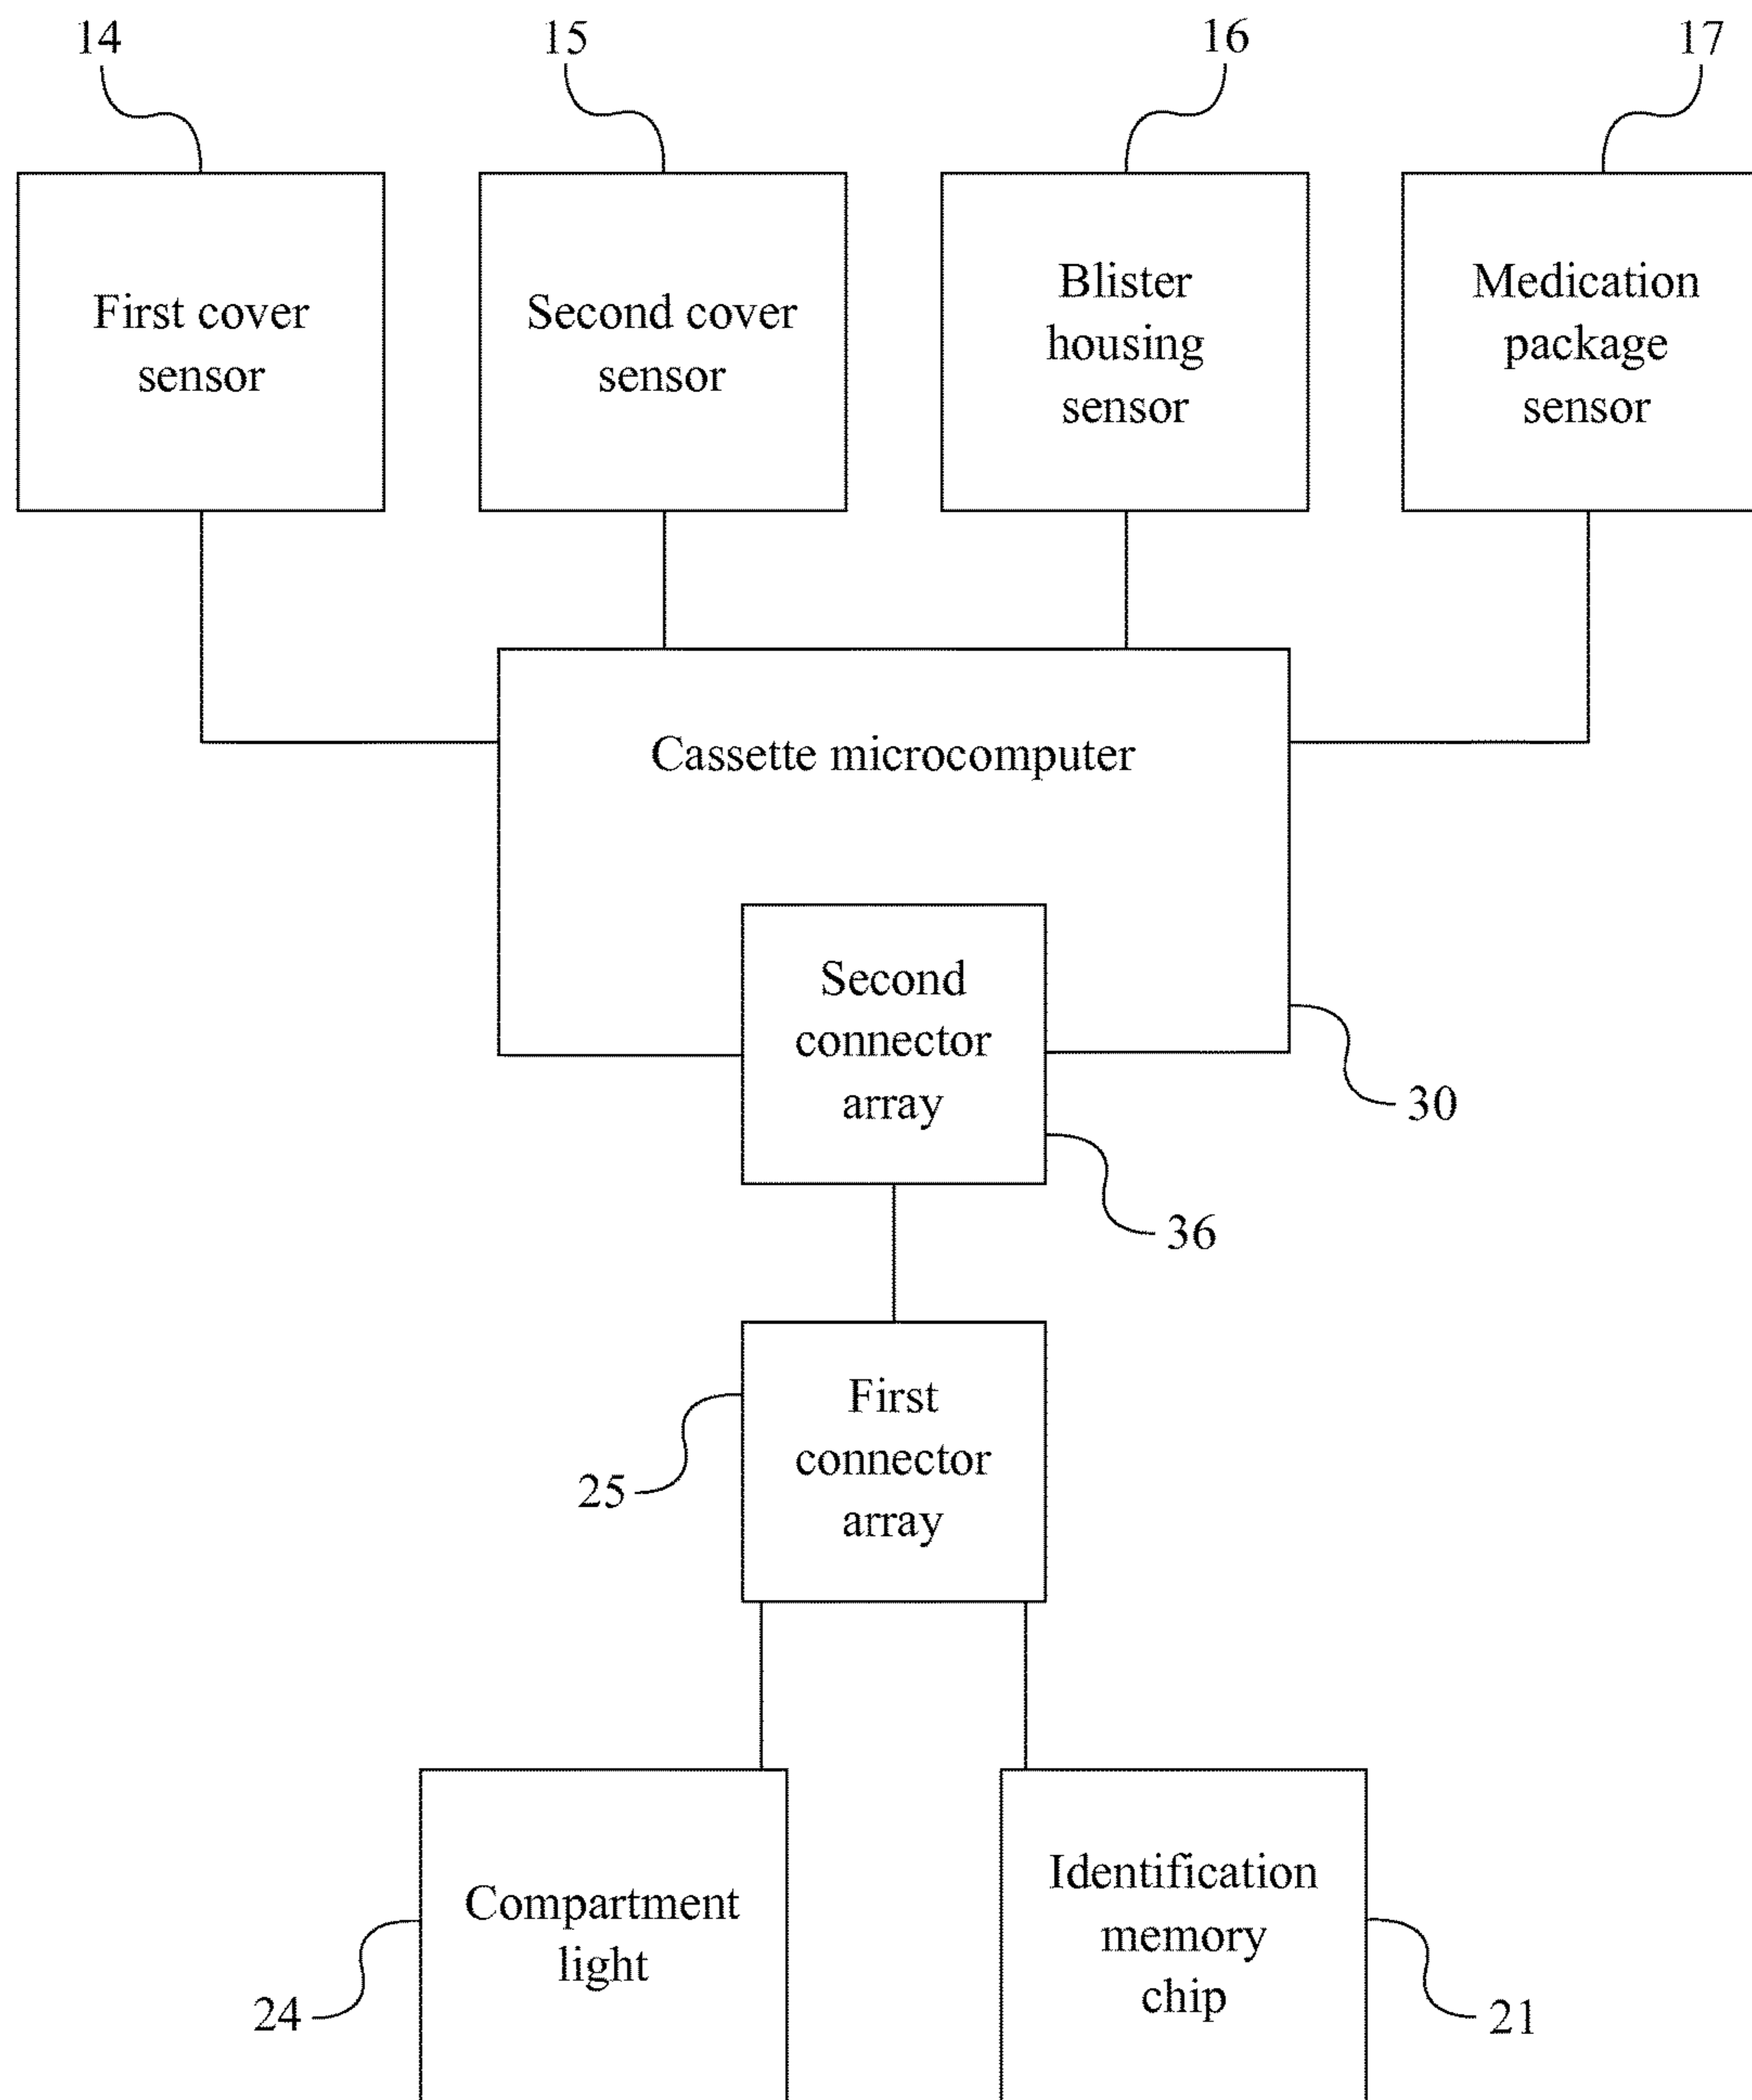 14
15
16
17
First cover
sensor
Second cover
sensor
Blister
housing
sensor
Medication
package
sensor
Cassette microcomputer
Second
connector
array
30
36
First
connector
array
25
Compartment
light
24
Identification
memory
chip
21